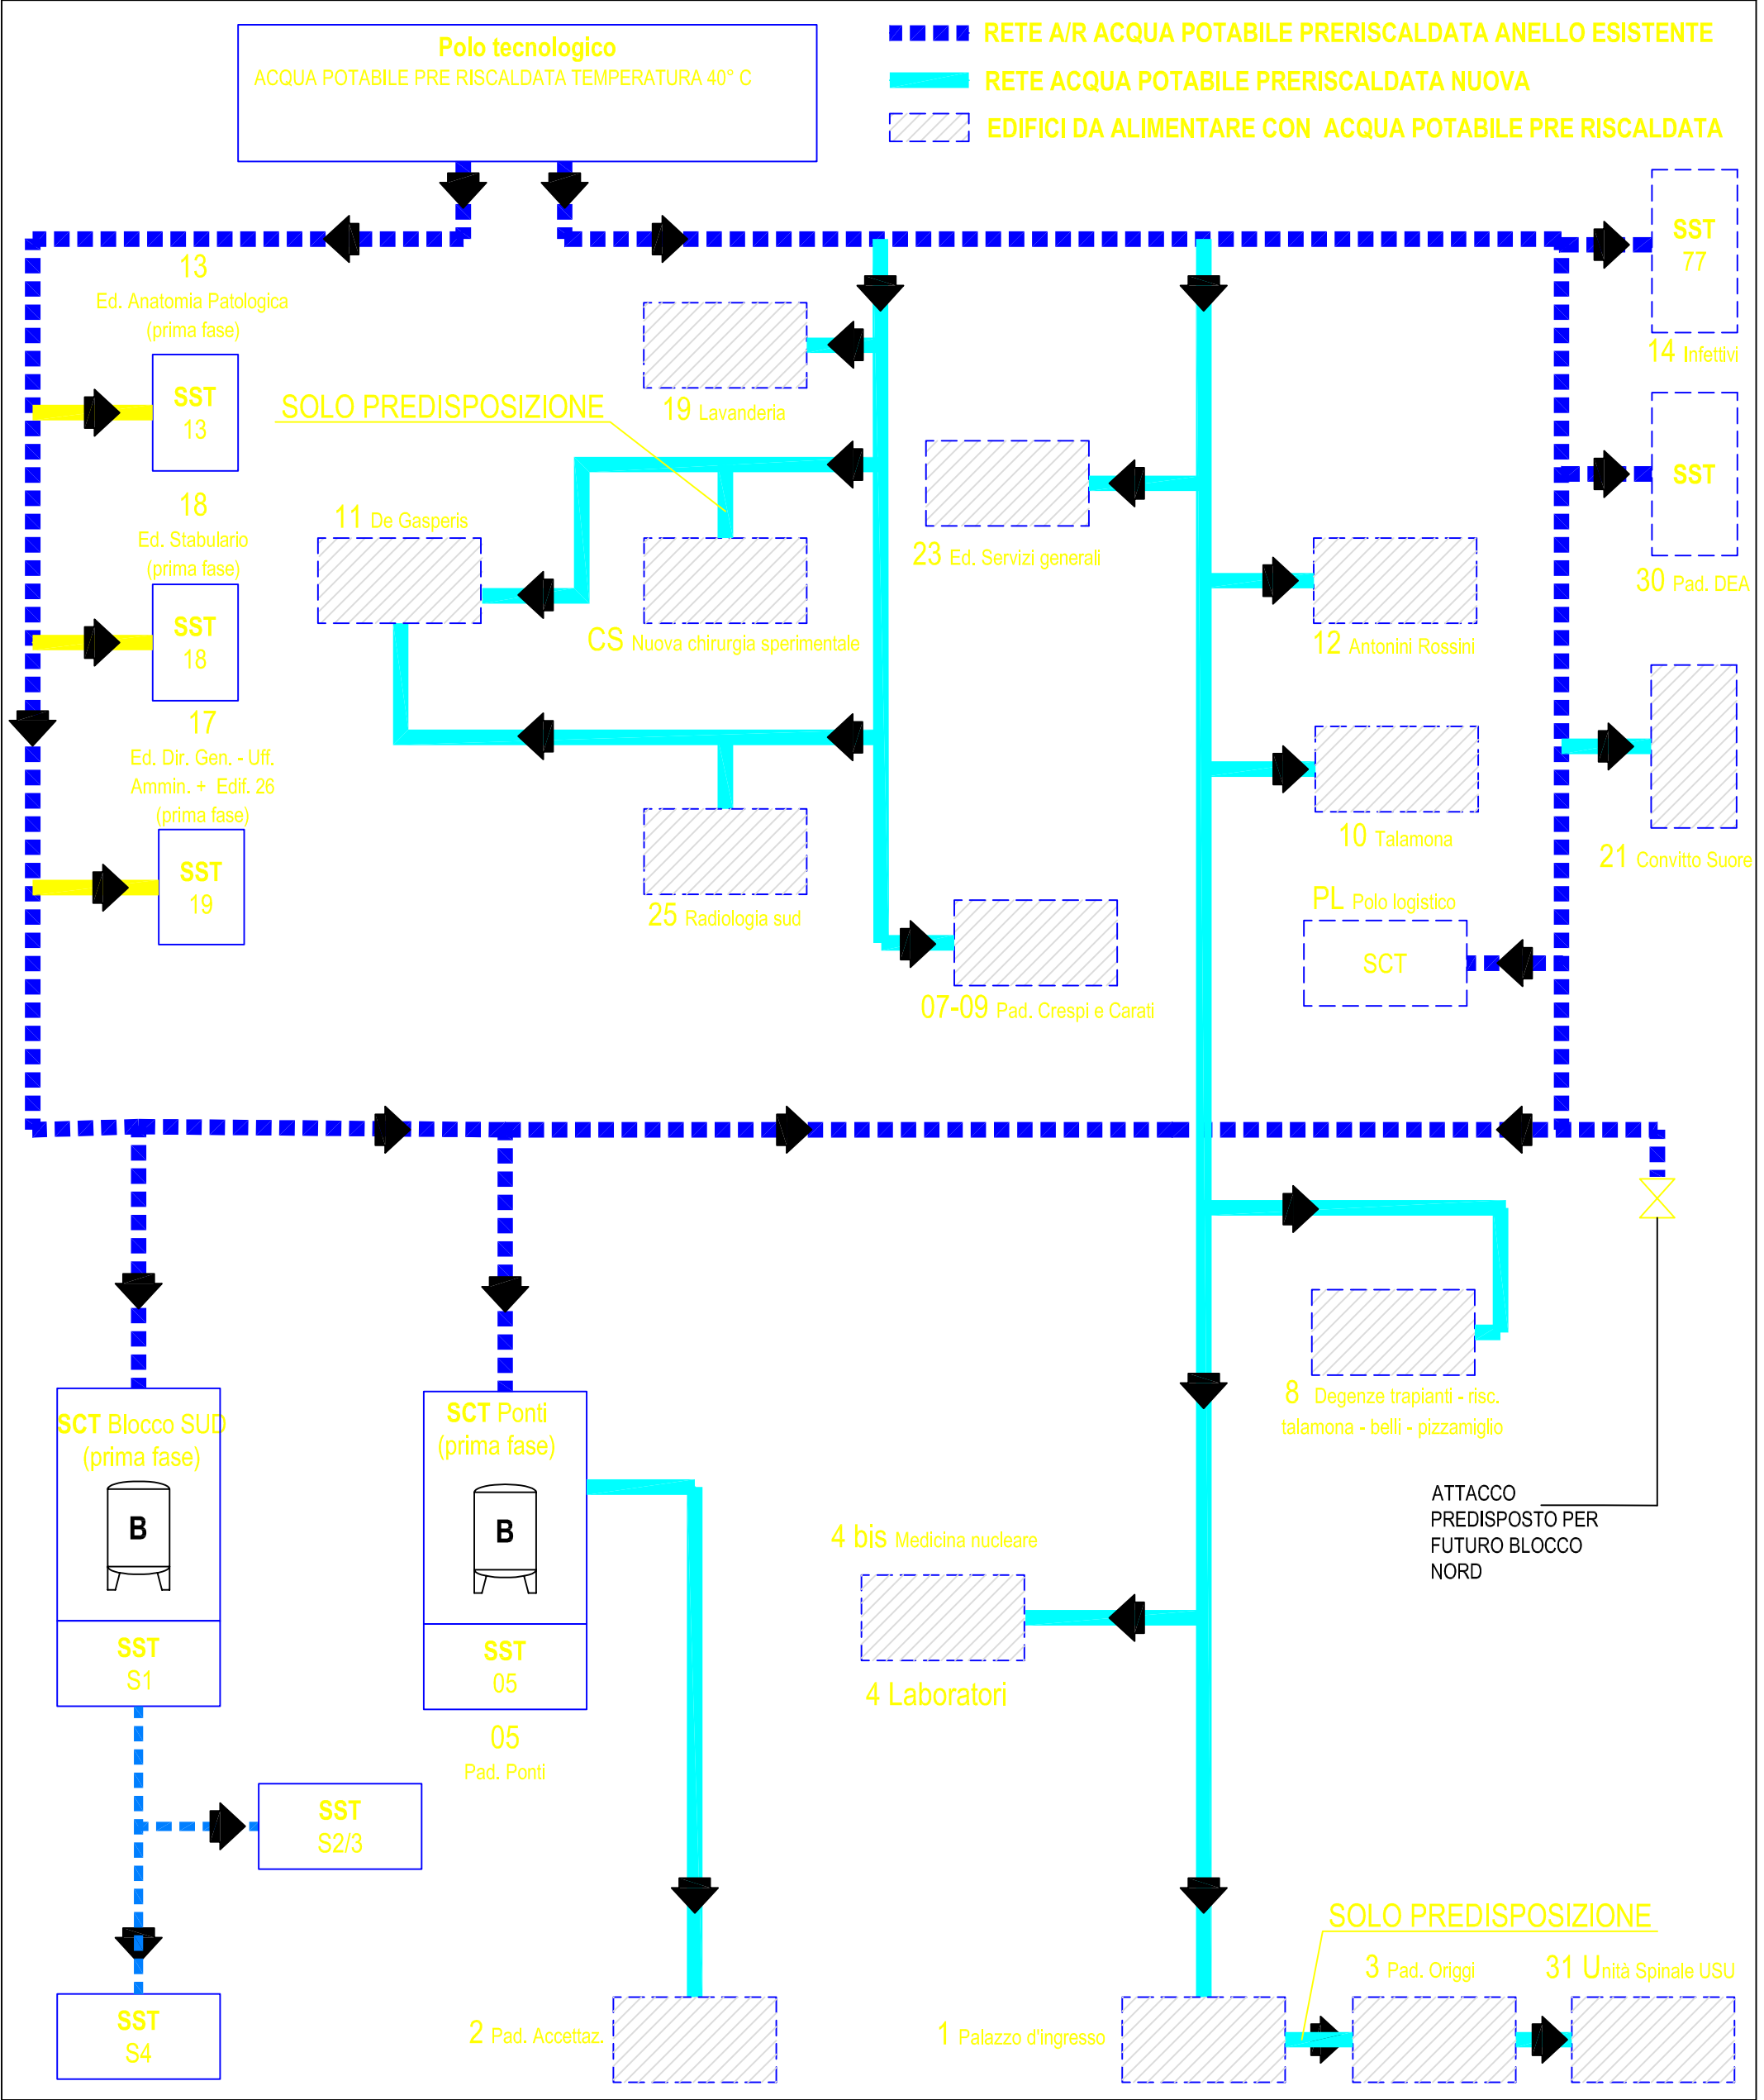 Polo tecnologico
ACQUA POTABILE PRE RISCALDATA TEMPERATURA 40° C
RETE A/R ACQUA POTABILE PRERISCALDATA ANELLO ESISTENTE
RETE ACQUA POTABILE PRERISCALDATA NUOVA
EDIFICI DA ALIMENTARE CON ACQUA POTABILE PRE RISCALDATA
13
Ed. Anatomia Patologica
(prima fase)
SST
13
18
Ed. Stabulario
(prima fase)
SST
18
17
Ed. Dir. Gen. - Uff.
Ammin. + Edif. 26
(prima fase)
SST
19
SOLO PREDISPOSIZIONE
19 Lavanderia
11 De Gasperis
CS Nuova chirurgia sperimentale
25 Radiologia sud
23 Ed. Servizi generali
07-09 Pad. Crespi e Carati
12 Antonini Rossini
10 Talamona
PL Polo logistico
SCT
SST
77
14 Infettivi
SST
30 Pad. DEA
21 Convitto Suore
SCT Blocco SUD
(prima fase)
B
SST
S1
SCT Ponti
(prima fase)
B
SST
05
05
Pad. Ponti
SST
S2/3
SST
S4
8 Degenze trapianti - risc.
talamona - belli - pizzamiglio
ATTACCO
PREDISPOSTO PER
FUTURO BLOCCO
NORD
4 bis Medicina nucleare
4 Laboratori
2 Pad. Accettaz.
1 Palazzo d'ingresso
SOLO PREDISPOSIZIONE
3 Pad. Origgi
31 Unità Spinale USU